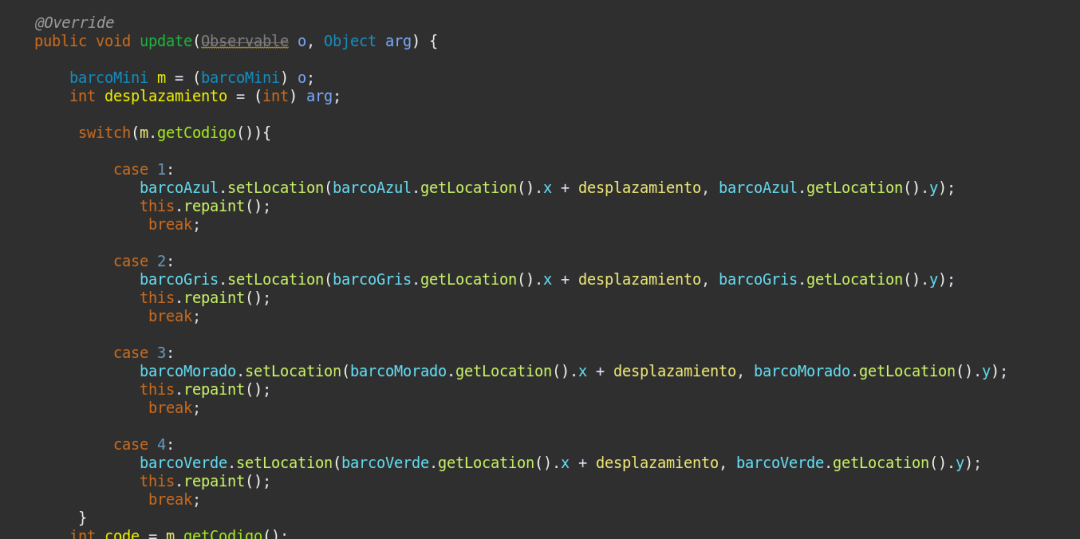 @Override
public void update(Observable o, Object arg) {
barcoMini m = (barcoMini) o;
int desplazamiento = (int) arg;
switch(m.getCodigo()){
case 1:
barcoAzul.setLocation(barcoAzul.getLocation().x + desplazamiento, barcoAzul.getLocation().y);
this.repaint();
break;
case 2:
barcoGris.setLocation(barcoGris.getLocation().x + desplazamiento, barcoGris.getLocation().y);
this.repaint();
break;
case 3:
barcoMorado.setLocation(barcoMorado.getLocation().x + desplazamiento, barcoMorado.getLocation().y);
this.repaint();
break;
case 4:
barcoVerde.setLocation(barcoVerde.getLocation().x + desplazamiento, barcoVerde.getLocation().y);
this.repaint();
break;
}
int code = m.getCodigo();